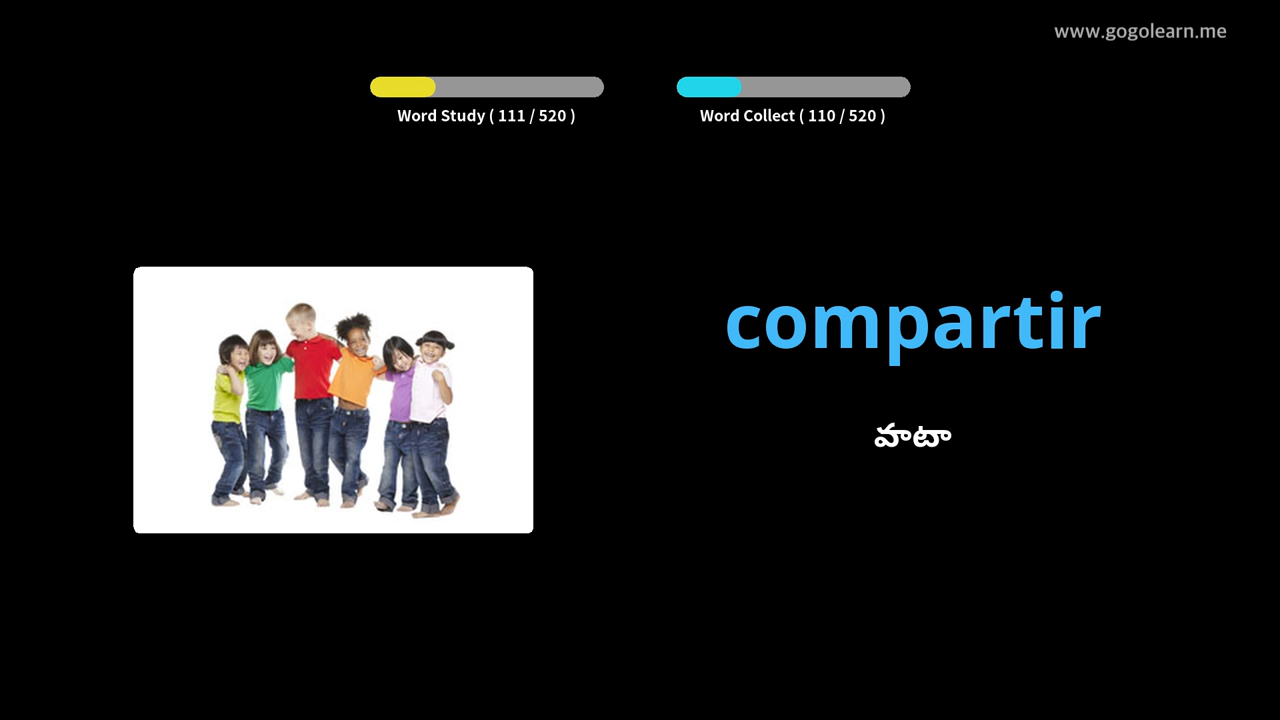 www.gogolearn.me
Word Study ( 111 / 520 )
Word Collect ( 110 / 520 )
compartir
వాటా